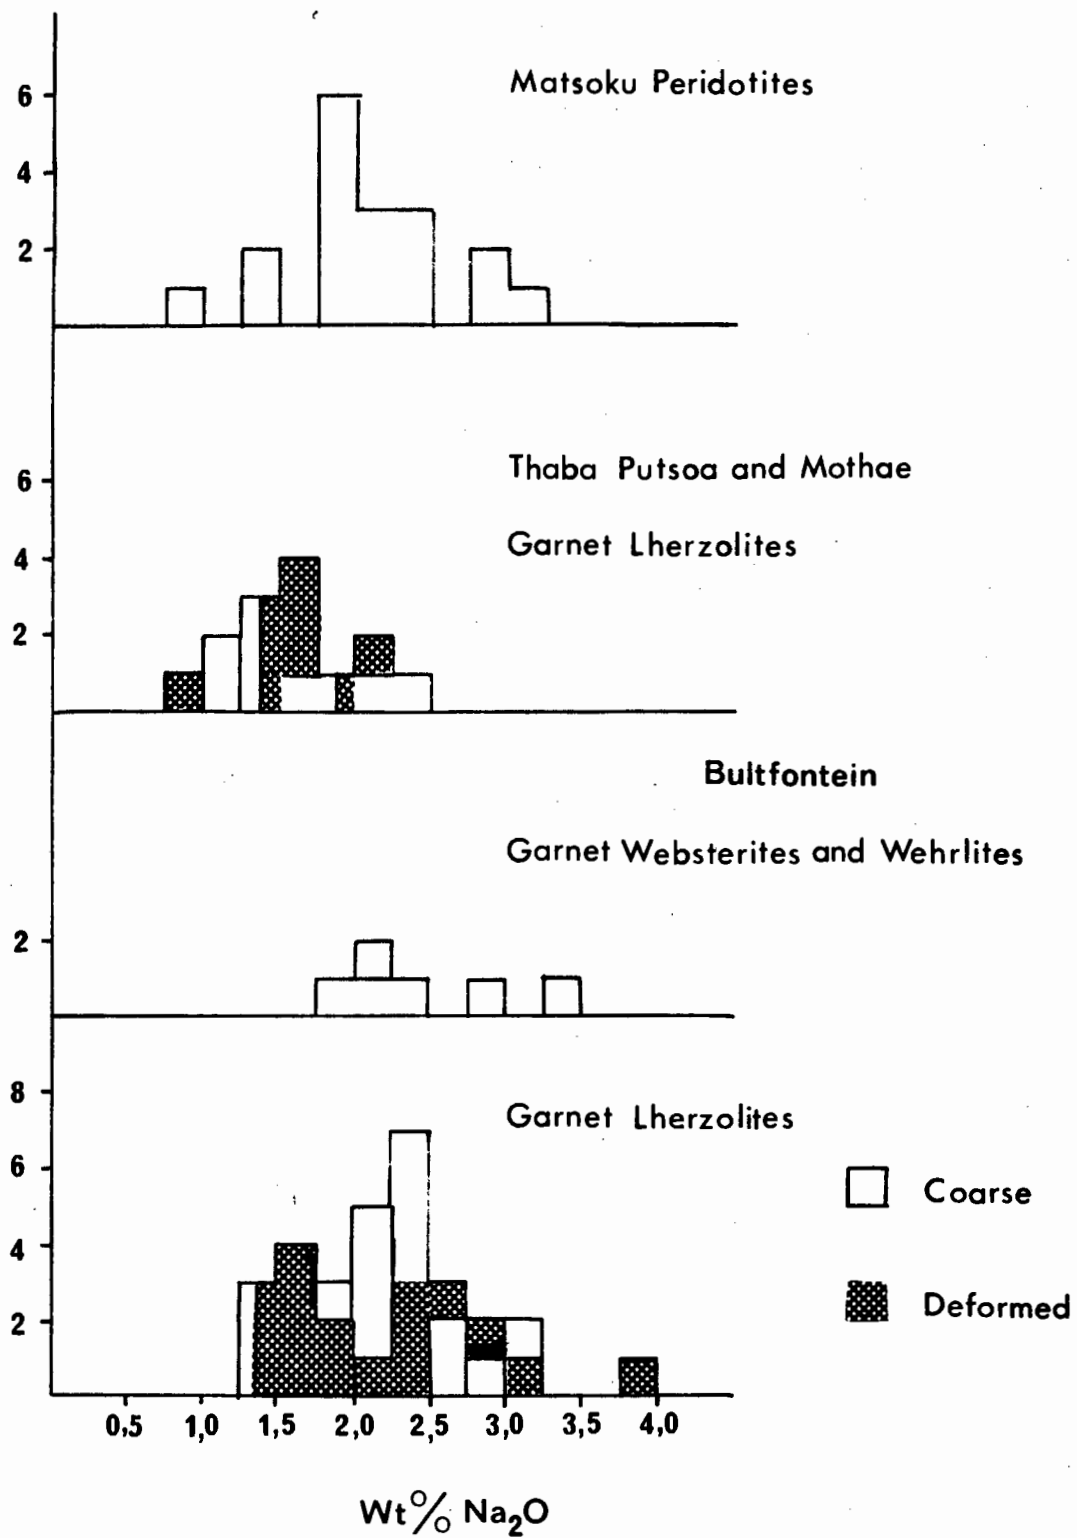 6
Matsoku Peridotites
4
2
6
Thaba Putsoa and Mothae
4
Garnet Lherzolites
2
Bultfontein
Garnet Websterites and Wehrlites
2
8
Garnet Lherzolites
6
Coarse
4
Deformed
2
0,5 1,0 1,5 2,0 2,5 3,0 3,5 4,0
Wt% Na₂O